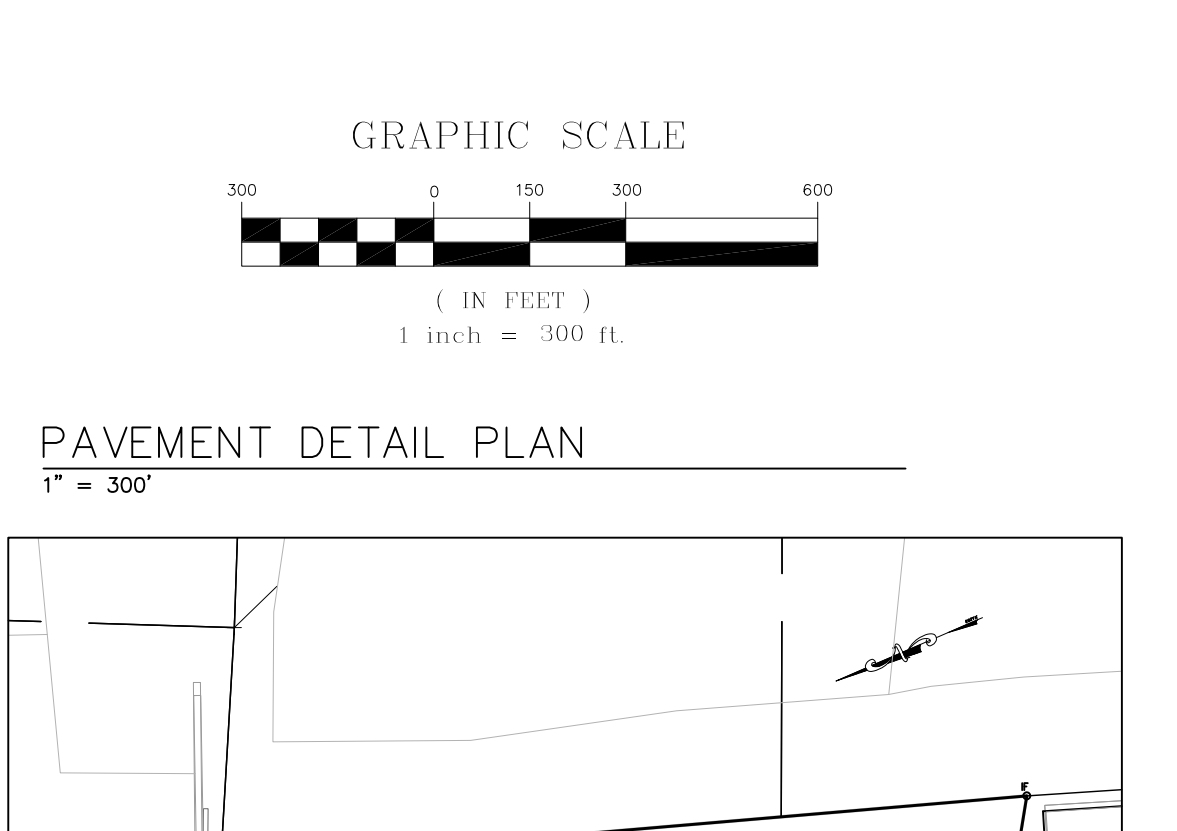 GRAPHIC SCALE
300 0 150 300 600
( IN FEET )
1 inch = 300 ft.
PAVEMENT DETAIL PLAN
1" = 300'
IF